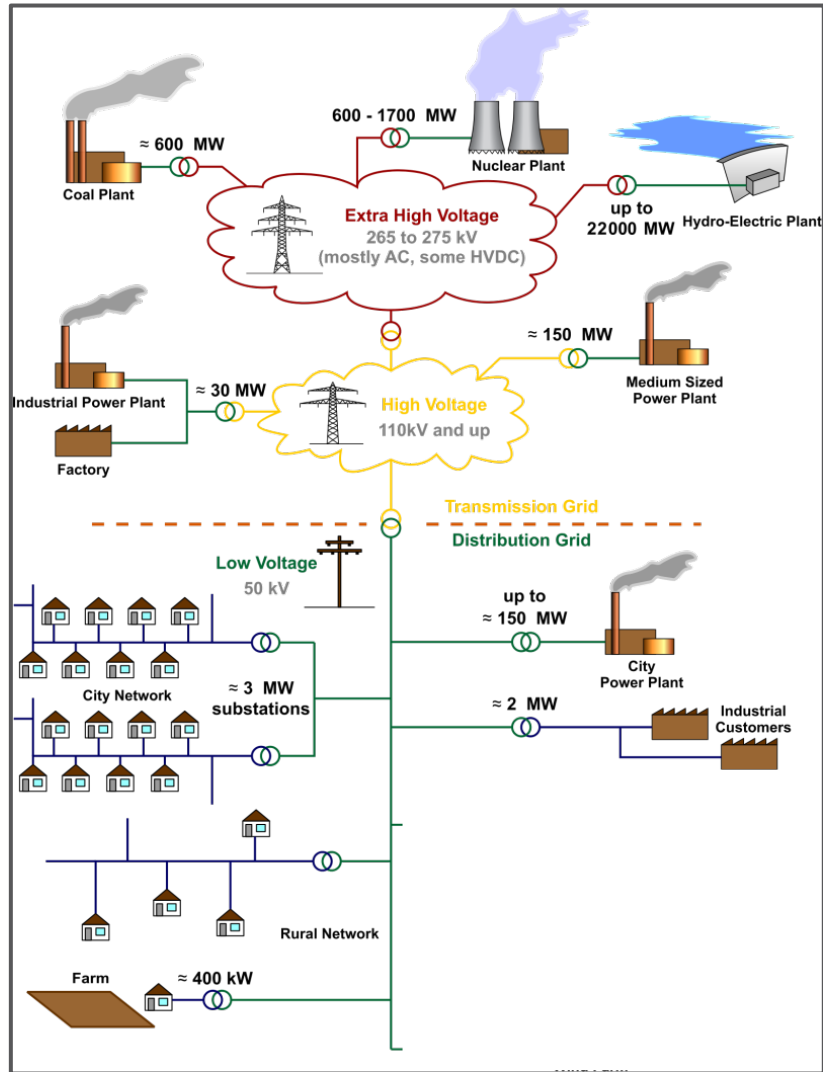 600 - 1700 MW
≈ 600 MW
Nuclear Plant
Coal Plant
Extra High Voltage
265 to 275 kV
(mostly AC, some HVDC)
up to
22000 MW
Hydro-Electric Plant
≈ 150 MW
Medium Sized
Power Plant
≈ 30 MW
Industrial Power Plant
High Voltage
110kV and up
Factory
Transmission Grid
Distribution Grid
Low Voltage
50 kV
up to
≈ 150 MW
City
Power Plant
City Network
≈ 3 MW
substations
≈ 2 MW
Industrial
Customers
Rural Network
Farm
≈ 400 kW